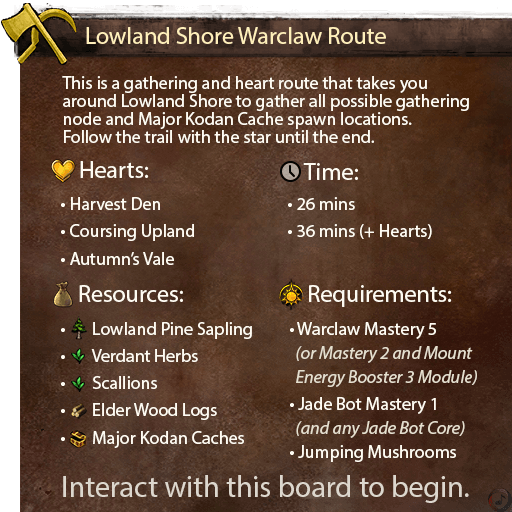 Lowland Shore Warclaw Route
This is a gathering and heart route that takes you
around Lowland Shore to gather all possible gathering
node and Major Kodan Cache spawn locations.
Follow the trail with the star until the end.
Hearts:
• Harvest Den
• Coursing Upland
• Autumn's Vale
Time:
• 26 mins
• 36 mins (+ Hearts)
Resources:
• Lowland Pine Sapling
• Verdant Herbs
• Scallions
• Elder Wood Logs
• Major Kodan Caches
Requirements:
• Warclaw Mastery 5
(or Mastery 2 and Mount
Energy Booster 3 Module)
• Jade Bot Mastery 1
(and any Jade Bot Core)
• Jumping Mushrooms
Interact with this board to begin.